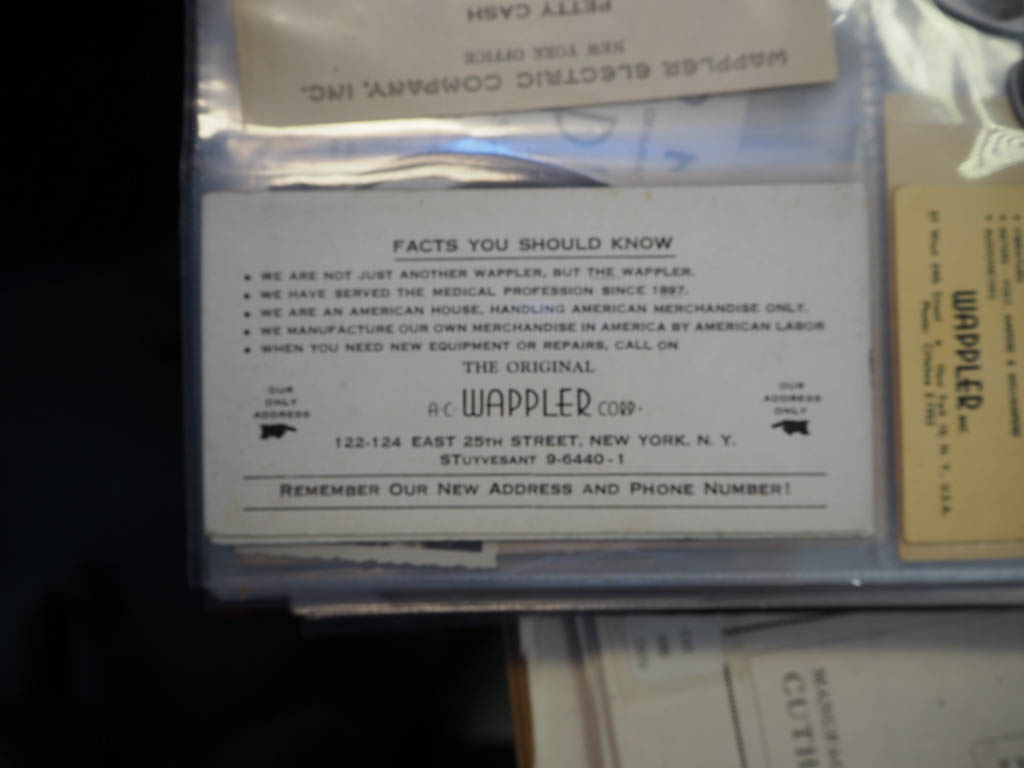 PETTY CASH
NEW YORK OFFICE
WAPPLER ELECTRIC COMPANY, INC.
FACTS YOU SHOULD KNOW
• WE ARE NOT JUST ANOTHER WAPPLER, BUT THE WAPPLER.
• WE HAVE SERVED THE MEDICAL PROFESSION SINCE 1897.
• WE ARE AN AMERICAN HOUSE, HANDLING AMERICAN MERCHANDISE ONLY.
• WE MANUFACTURE OUR OWN MERCHANDISE IN AMERICA BY AMERICAN LABOR
• WHEN YOU NEED NEW EQUIPMENT OR REPAIRS, CALL ON
THE ORIGINAL
OUR
ONLY
ADDRESS
A·C· WAPPLER CORP·
OUR
ADDRESS
ONLY
122-124 EAST 25TH STREET, NEW YORK, N. Y.
STUYVESANT 9-6440-1
REMEMBER OUR NEW ADDRESS AND PHONE NUMBER!
WAPPLER INC